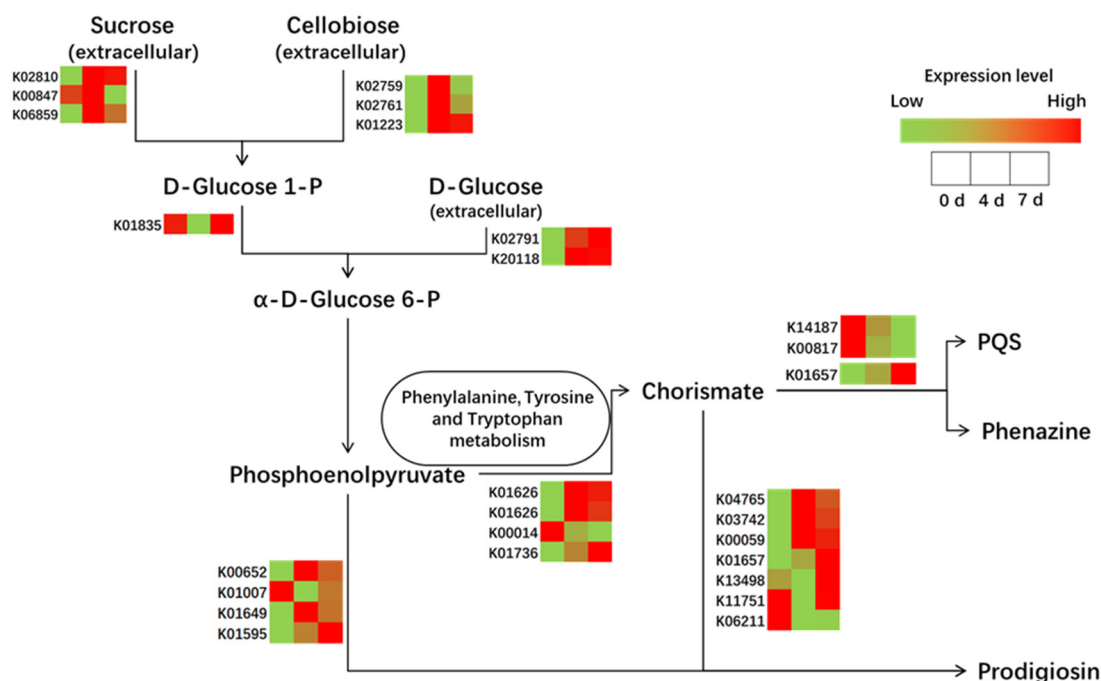 Sucrose
(extracellular)
Cellobiose
(extracellular)
K02810
K00847
K06859
K02759
K02761
K01223
Expression level
Low High
0 d 4 d 7 d
D-Glucose 1-P
K01835
D-Glucose
(extracellular)
K02791
K20118
α-D-Glucose 6-P
K14187
K00817
K01657
PQS
Phenylalanine, Tyrosine
and Tryptophan
metabolism
Chorismate
Phenazine
Phosphoenolpyruvate
K01626
K01626
K00014
K01736
K04765
K03742
K00059
K01657
K13498
K11751
K06211
K00652
K01007
K01649
K01595
Prodigiosin